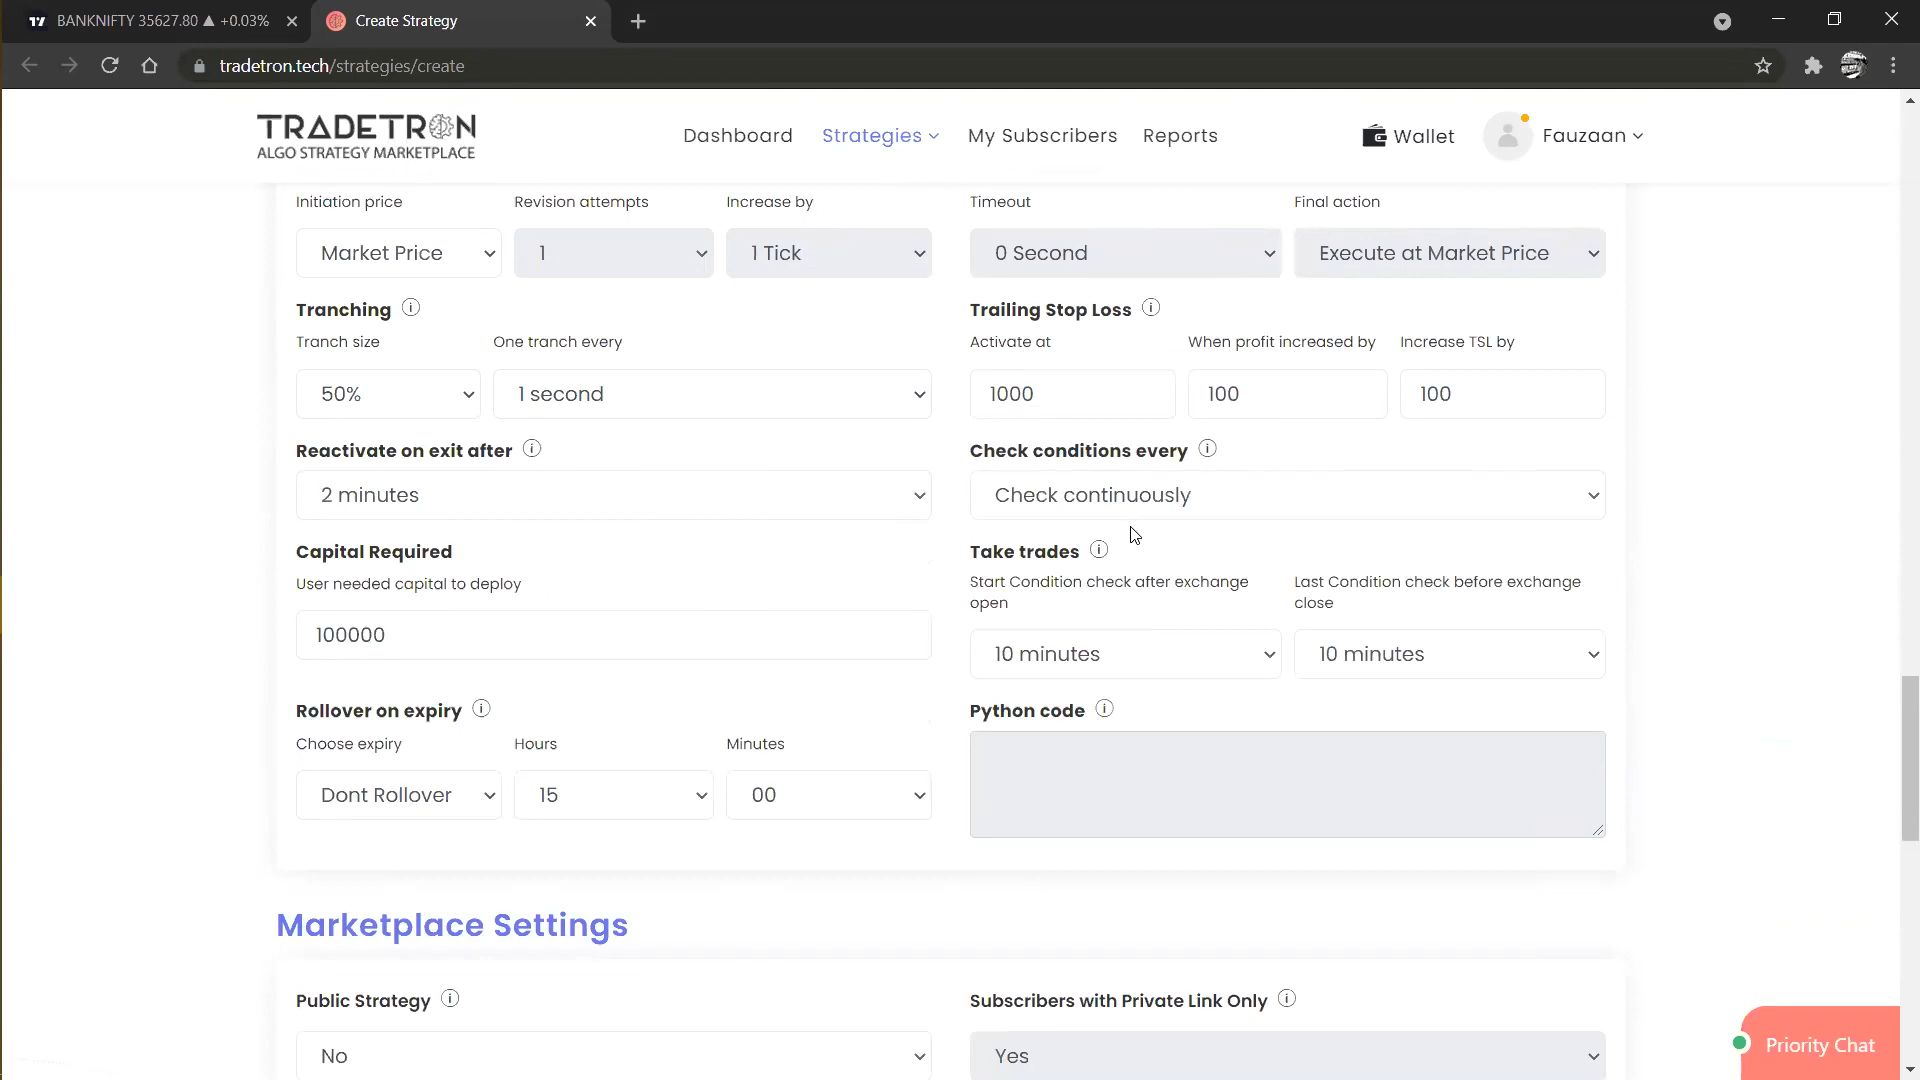 BANKNIFTY 35627.80 ▲ +0.03%
Create Strategy
tradetron.tech/strategies/create
TRADETRON
ALGO STRATEGY MARKETPLACE
Dashboard
Strategies
My Subscribers
Reports
Wallet
Fauzaan
Initiation price
Revision attempts
Increase by
Timeout
Final action
Market Price
1
1 Tick
0 Second
Execute at Market Price
Tranching
Trailing Stop Loss
Tranch size
One tranch every
Activate at
When profit increased by
Increase TSL by
50%
1 second
1000
100
100
Reactivate on exit after
Check conditions every
2 minutes
Check continuously
Capital Required
Take trades
User needed capital to deploy
Start Condition check after exchange
open
Last Condition check before exchange
close
100000
10 minutes
10 minutes
Rollover on expiry
Python code
Choose expiry
Hours
Minutes
Dont Rollover
15
00
Marketplace Settings
Public Strategy
Subscribers with Private Link Only
No
Yes
Priority Chat